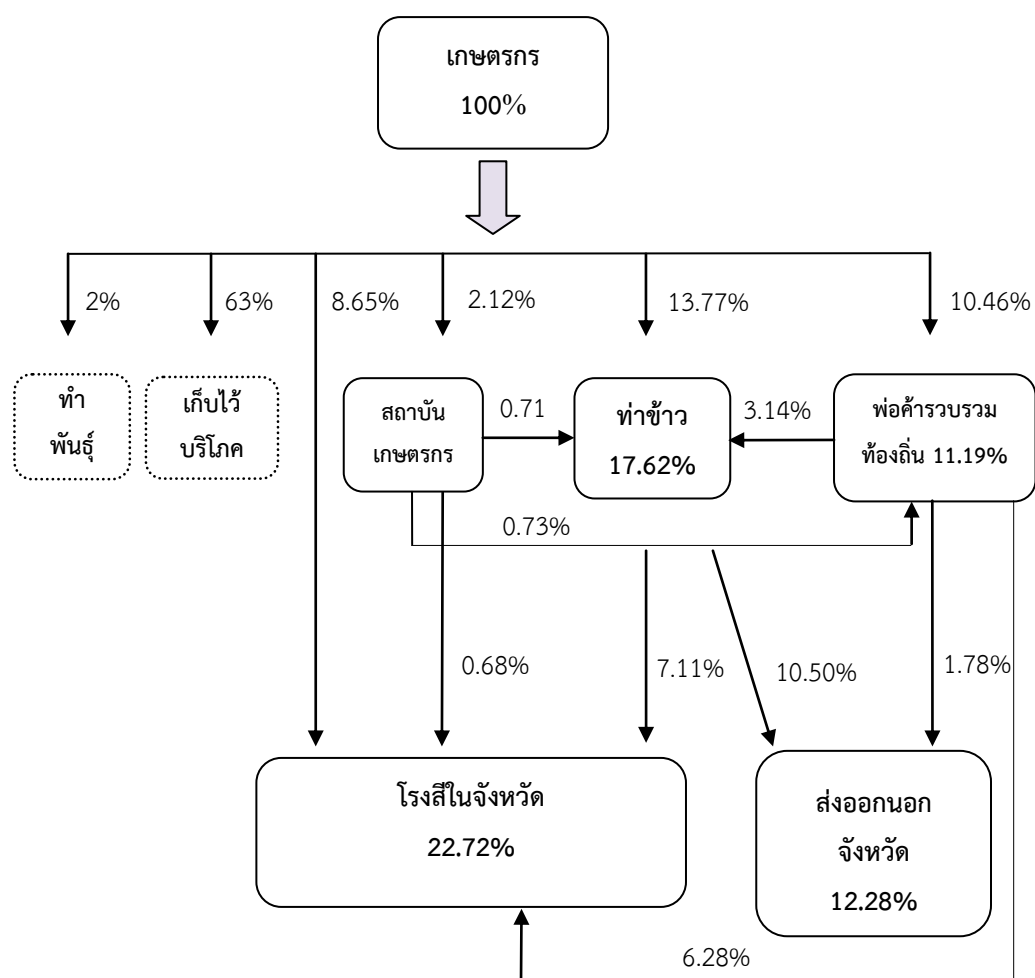 เกษตรกร
100%
2%
63%
8.65%
2.12%
13.77%
10.46%
ทำ
พันธุ์
เก็บไว้
บริโภค
สถาบัน
เกษตรกร
0.71
ท่าข้าว
17.62%
3.14%
พ่อค้ารวบรวม
ท้องถิ่น 11.19%
0.73%
0.68%
7.11%
10.50%
1.78%
โรงสีในจังหวัด
22.72%
ส่งออกนอก
จังหวัด
12.28%
6.28%